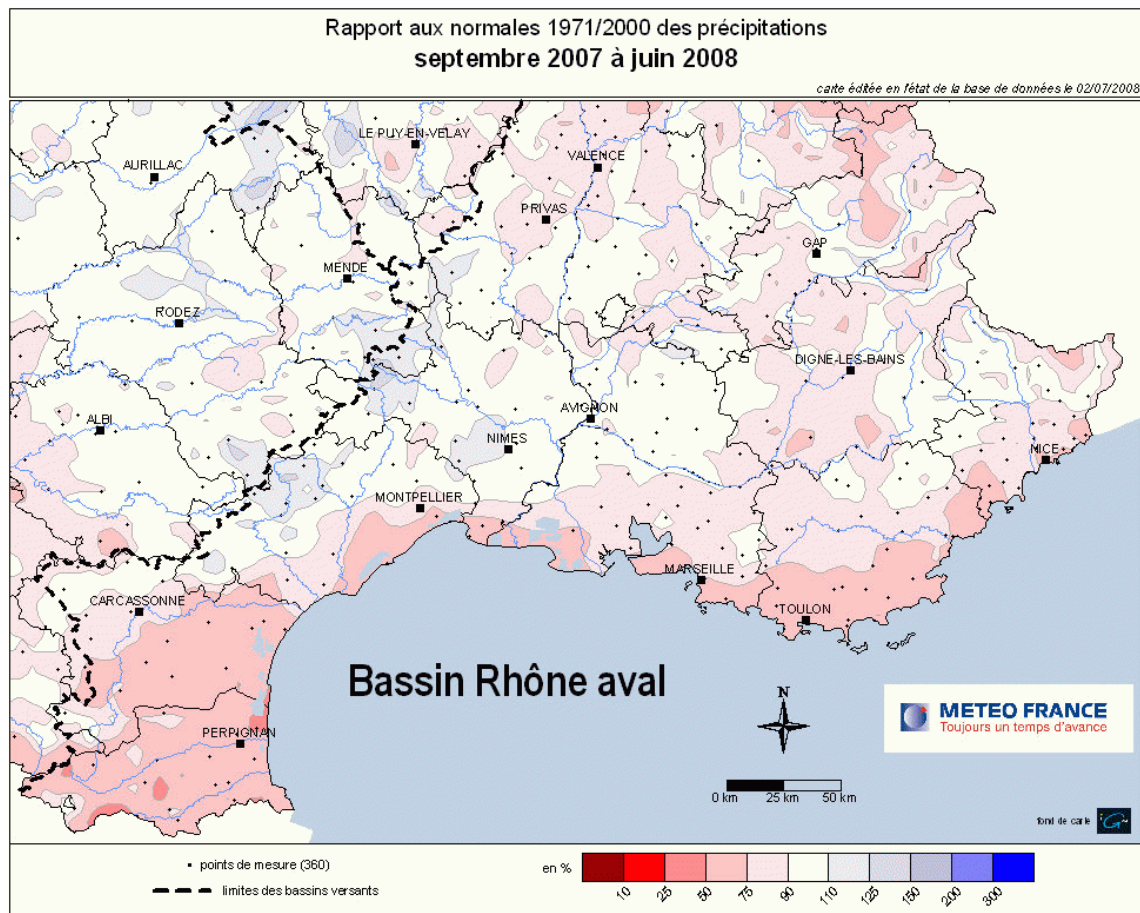 Rapport aux normales 1971/2000 des précipitations
septembre 2007 à juin 2008
carte éditée en l'état de la base de données le 02/07/2008
LE PUY-EN-VELAY
AURILLAC
VALENCE
PRIVAS
GAP
MENDE
RODEZ
DIGNE-LES-BAINS
AVIGNON
ALBI
NIMES
NICE
MONTPELLIER
MARSEILLE
CARCASSONNE
TOULON
Bassin Rhône aval
N
METEO FRANCE
Toujours un temps d'avance
PERPIGNAN
0 km 25 km 50 km
fond de carte
points de mesure (360)
limites des bassins versants
en %
10 25 50 75 90 110 125 150 200 300